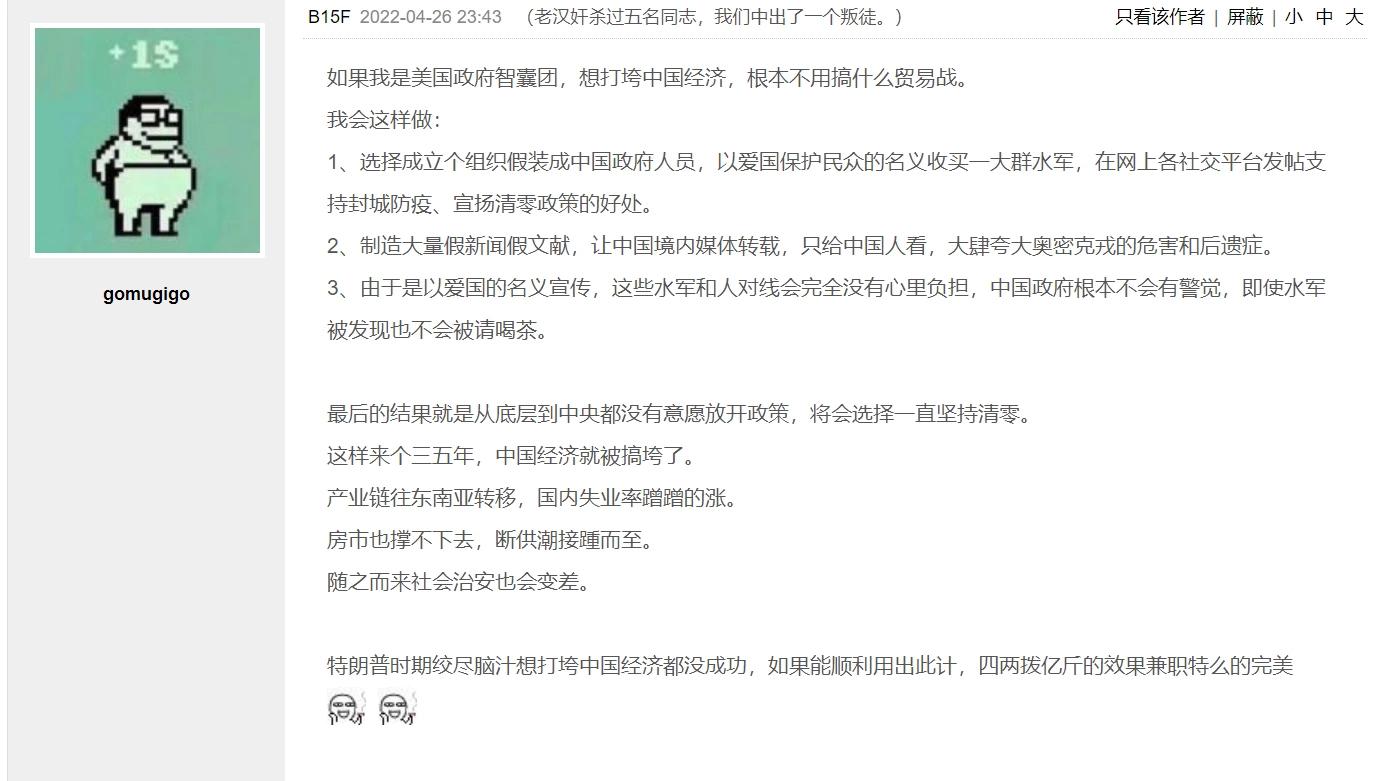 B15F 2022-04-26 23:43 （老汉奸杀过五名同志，我们中出了一个叛徒。） 只看该作者 | 屏蔽 | 小 中 大
+1S
gomugigo
如果我是美国政府智囊团，想打垮中国经济，根本不用搞什么贸易战。
我会这样做：
1、选择成立个组织假装成中国政府人员，以爱国保护民众的名义收买一大群水军，在网上各社交平台发帖支
持封城防疫、宣扬清零政策的好处。
2、制造大量假新闻假文献，让中国境内媒体转载，只给中国人看，大肆夸大奥密克戎的危害和后遗症。
3、由于是以爱国的名义宣传，这些水军和人对线会完全没有心里负担，中国政府根本不会有警觉，即使水军
被发现也不会被请喝茶。
最后的结果就是从底层到中央都没有意愿放开政策，将会选择一直坚持清零。
这样来个三五年，中国经济就被搞垮了。
产业链往东南亚转移，国内失业率蹭蹭的涨。
房市也撑不下去，断供潮接踵而至。
随之而来社会治安也会变差。
特朗普时期绞尽脑汁想打垮中国经济都没成功，如果能顺利用出此计，四两拨亿斤的效果兼职特么的完美